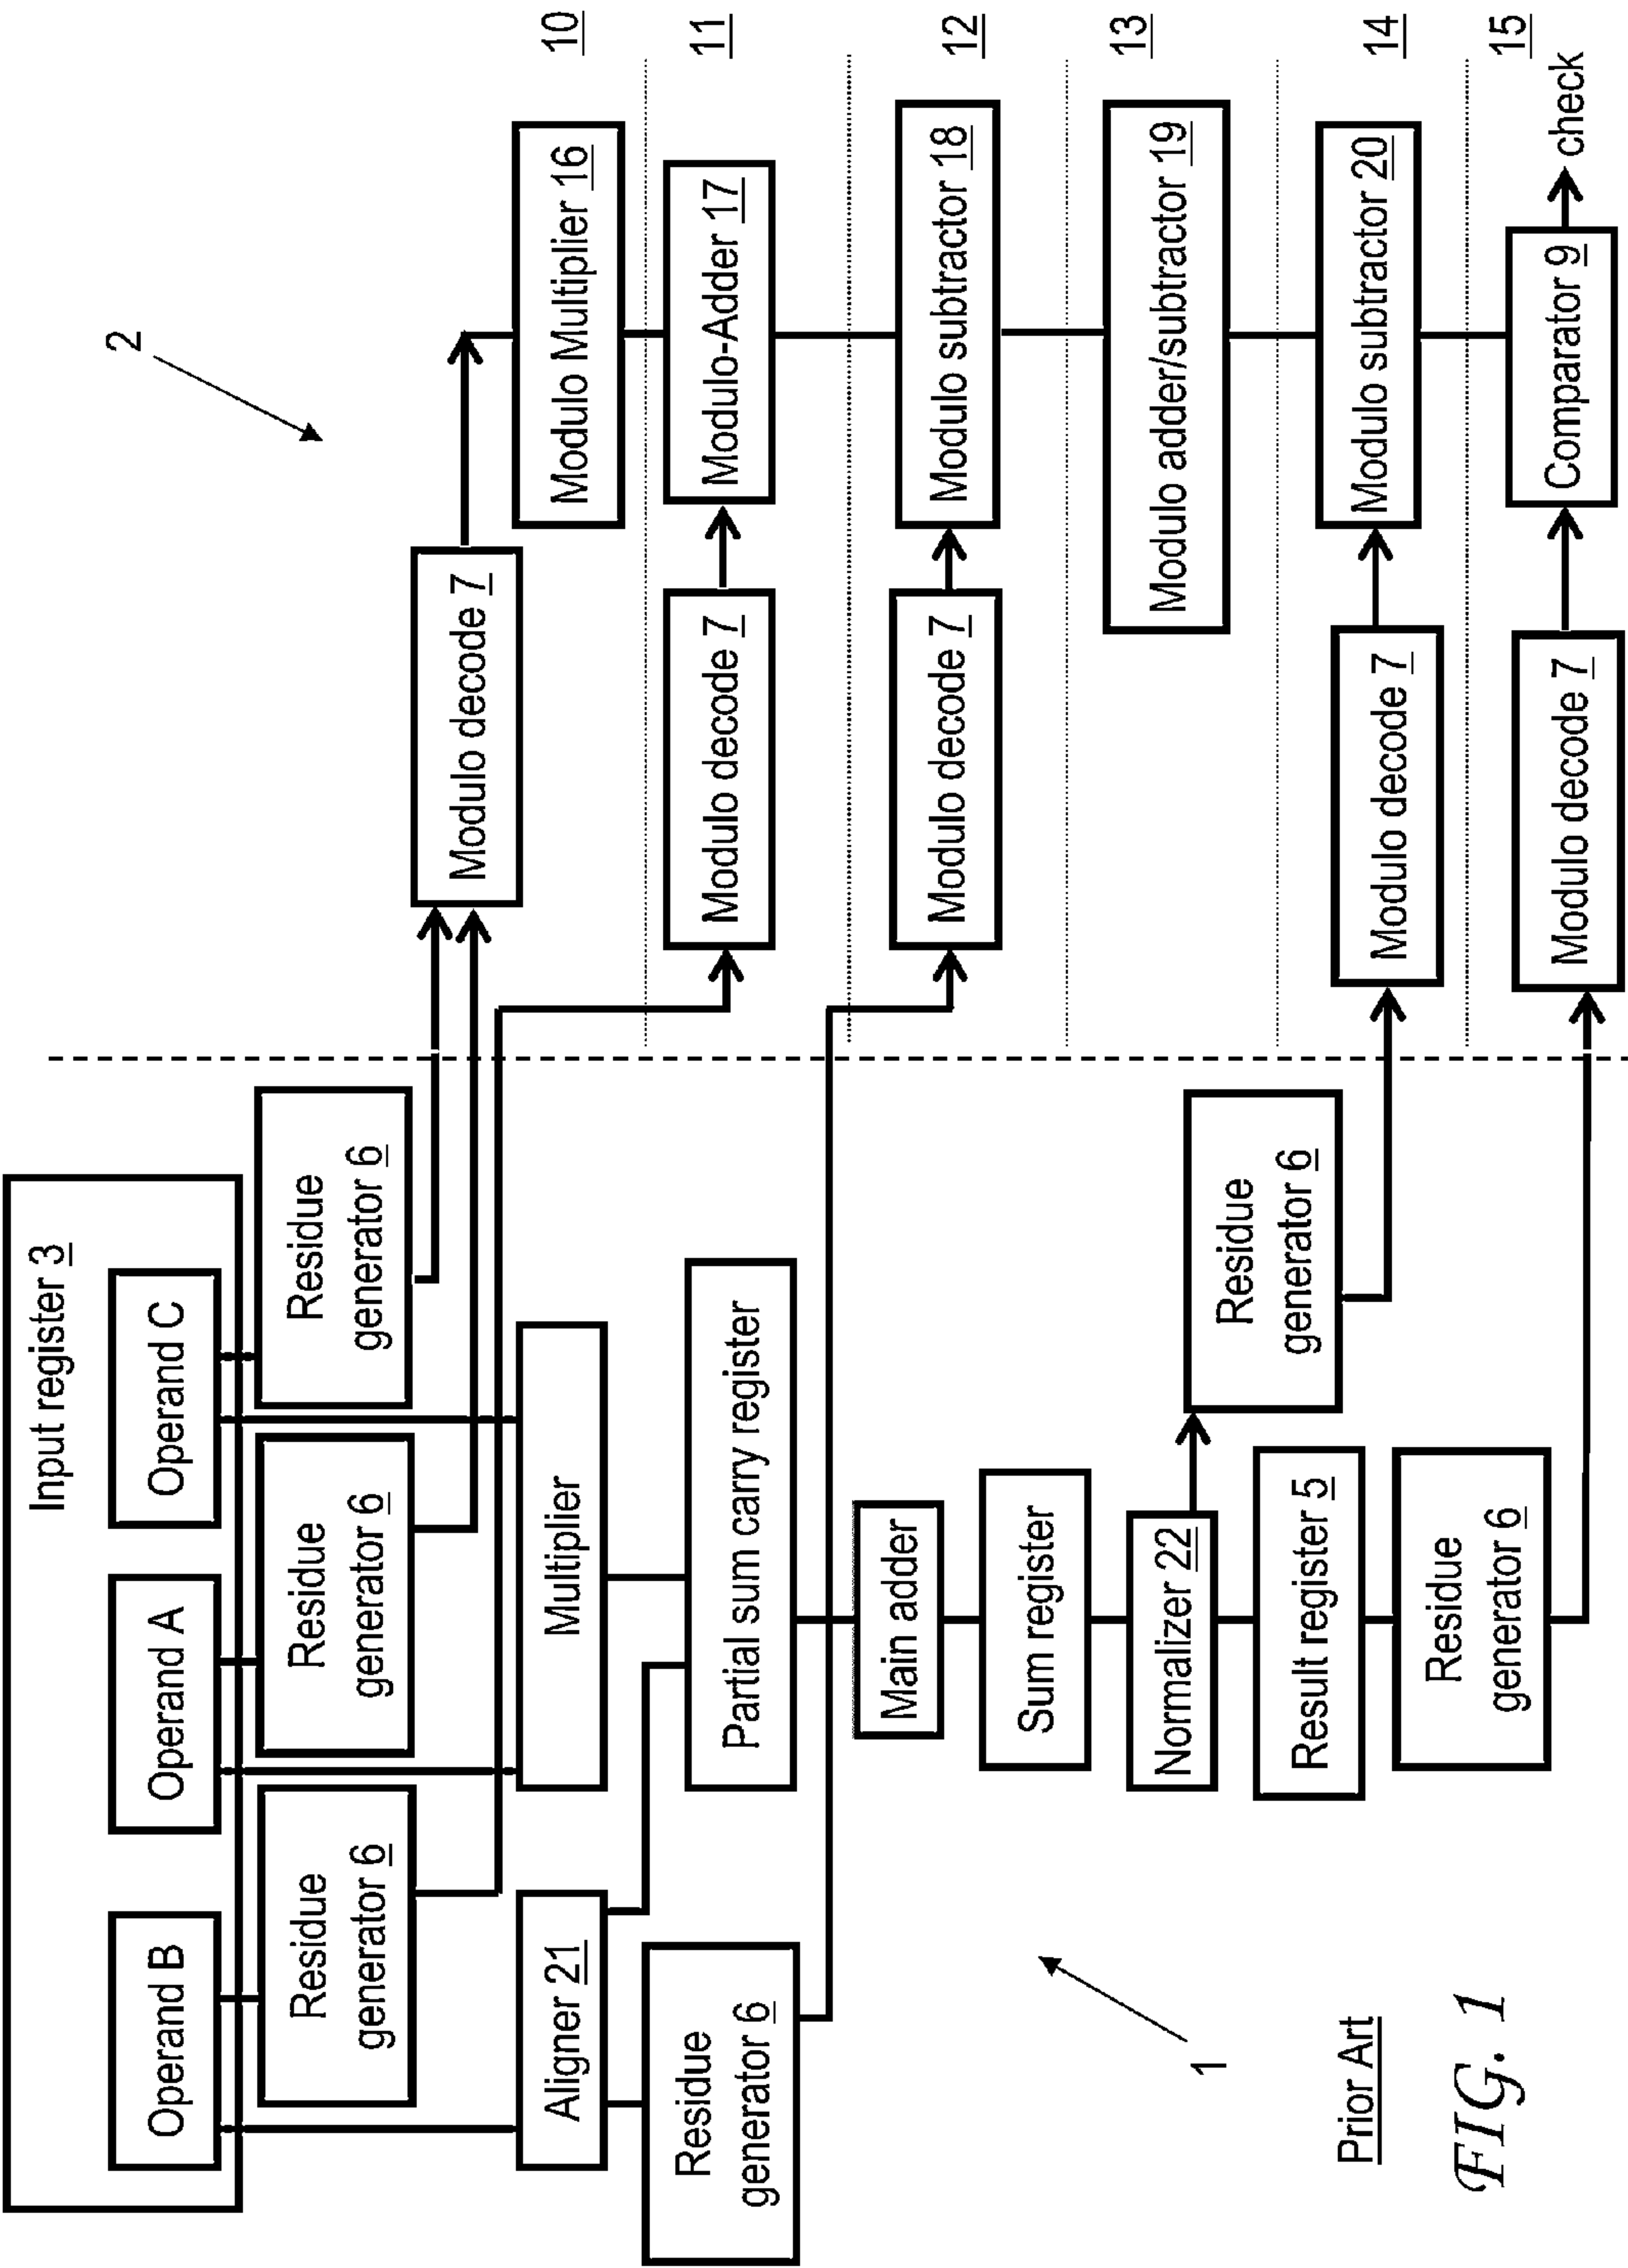 Input register 3
Operand B
Operand A
Operand C
Residue
generator 6
Residue
generator 6
Residue
generator 6
Aligner 21
Multiplier
Residue
generator 6
Partial sum carry register
Main adder
Sum register
Normalizer 22
Residue
generator 6
Result register 5
Residue
generator 6
1
2
Modulo decode 7
Modulo Multiplier 16
10
Modulo decode 7
Modulo-Adder 17
11
Modulo decode 7
Modulo subtractor 18
12
Modulo adder/subtractor 19
13
Modulo decode 7
Modulo subtractor 20
14
Modulo decode 7
Comparator 9
check
15
Prior Art
FIG. 1